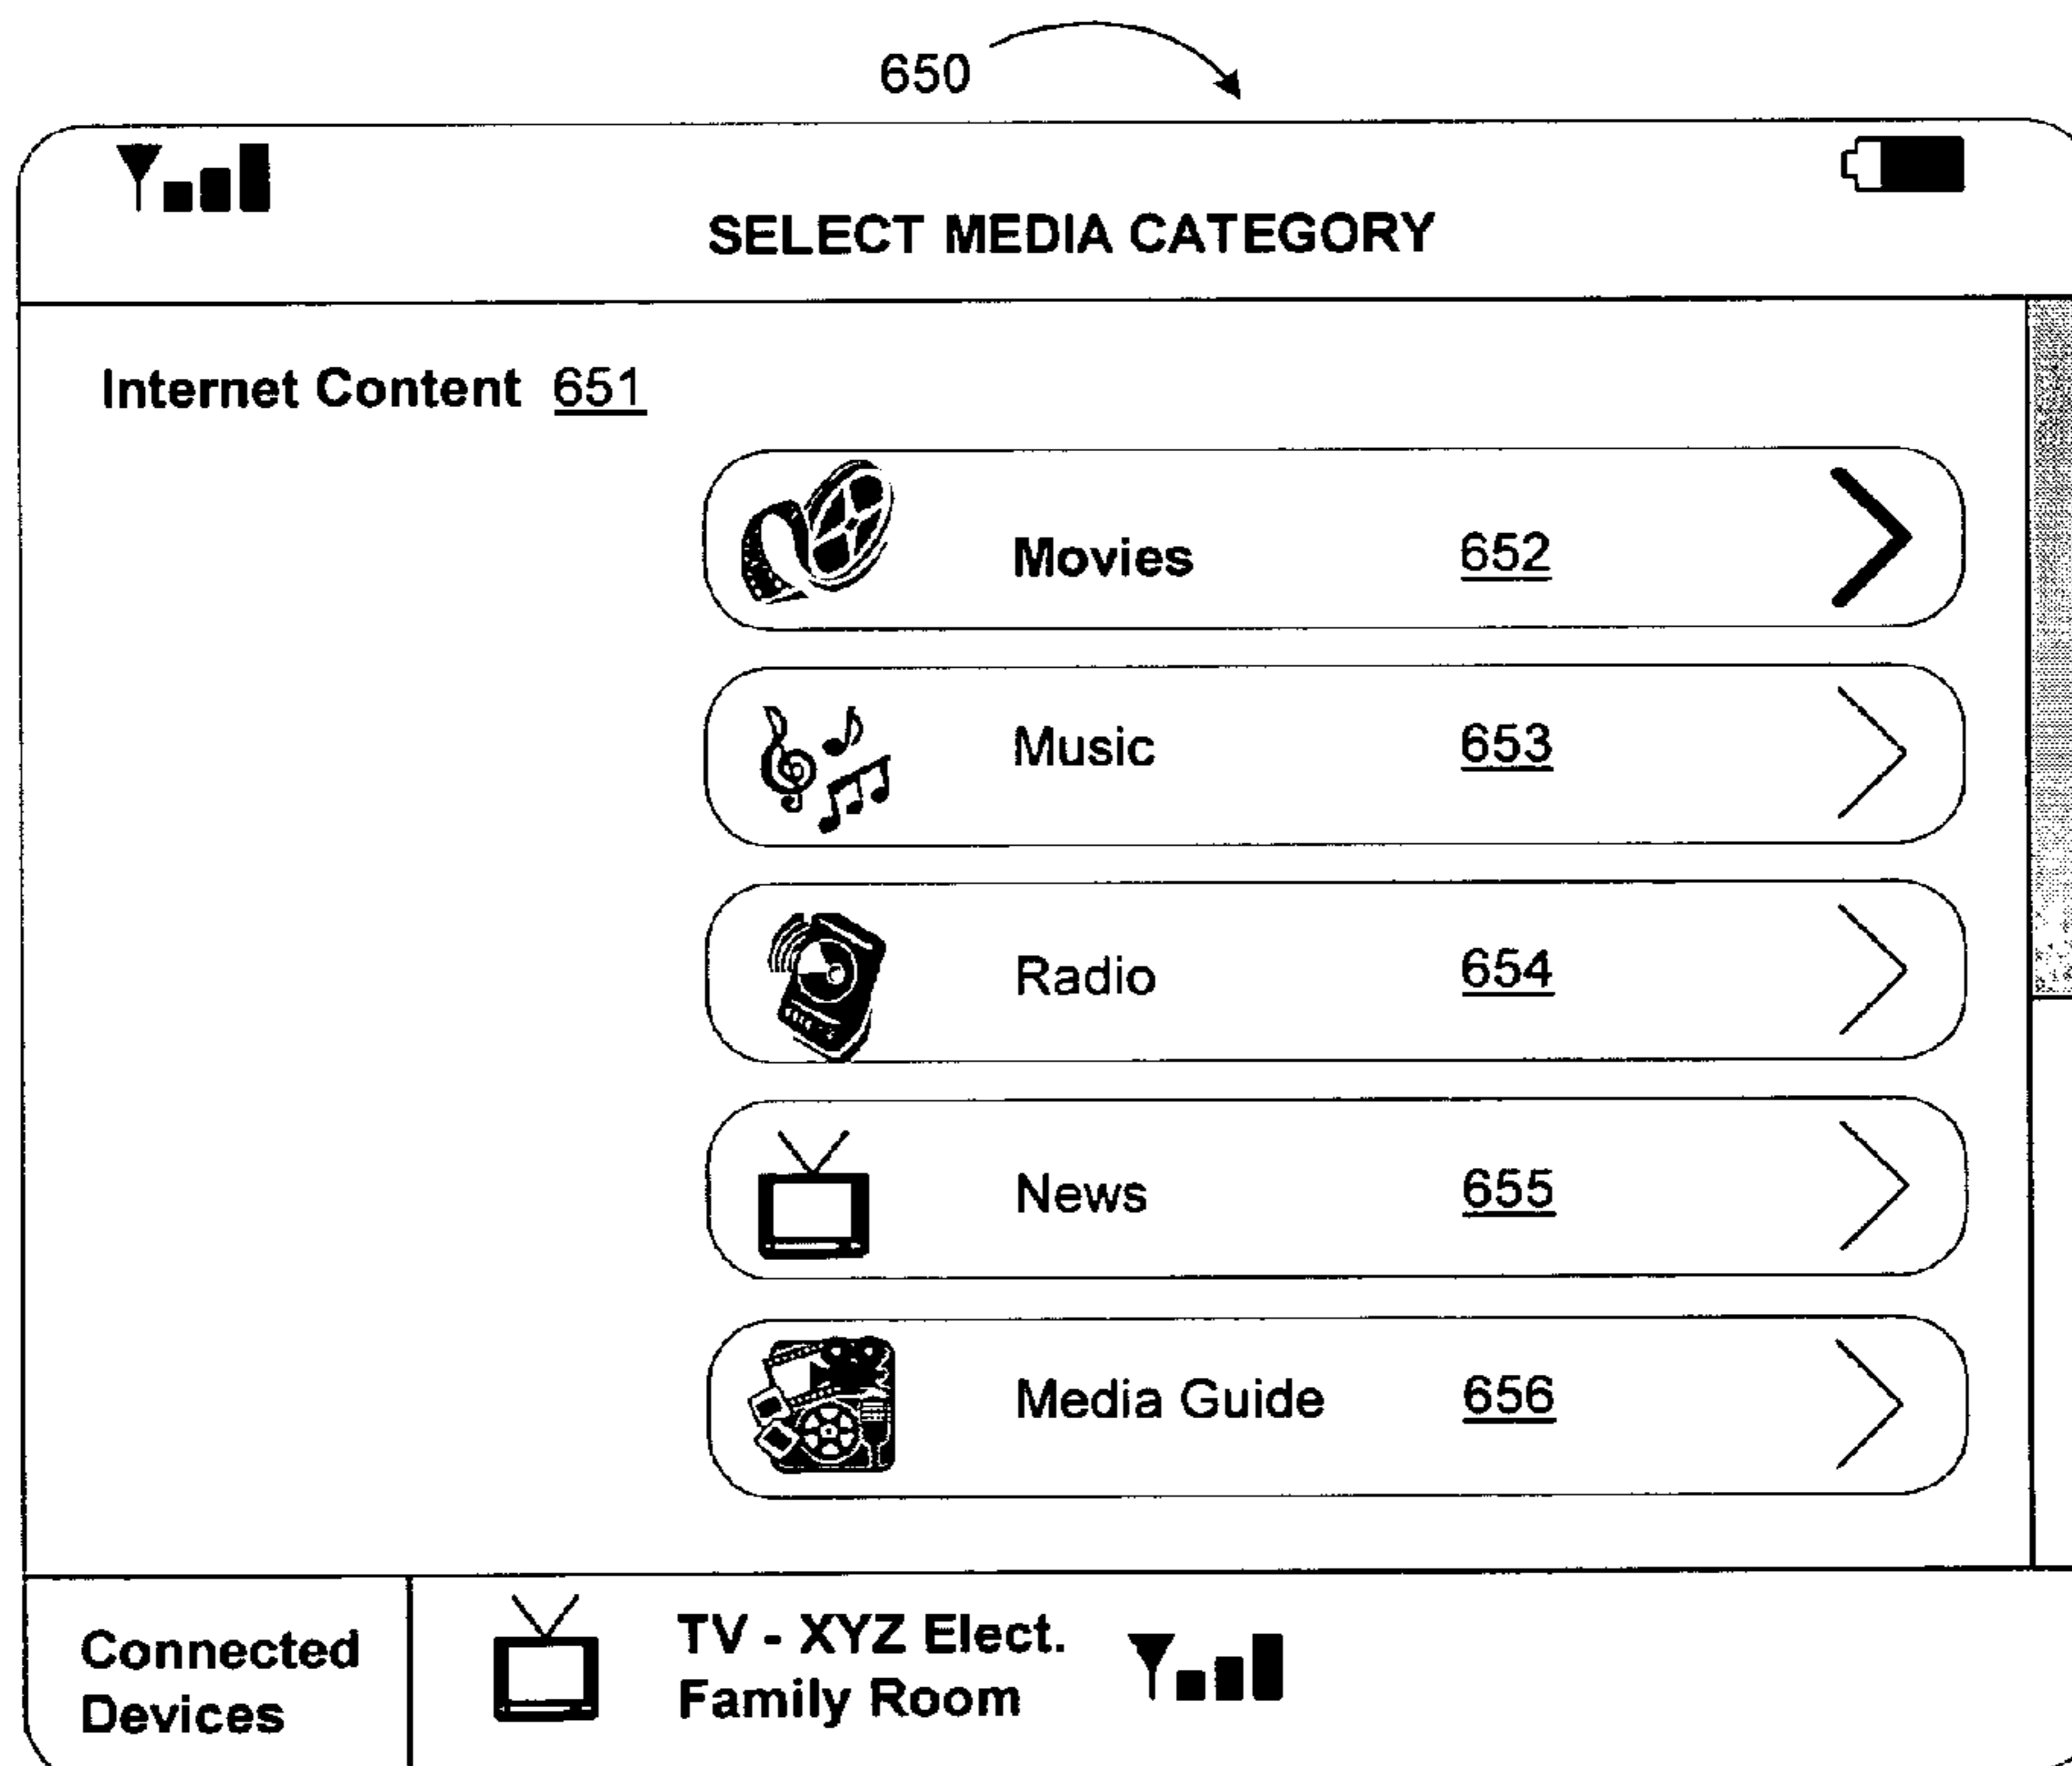 650
SELECT MEDIA CATEGORY
Internet Content 651
Movies 652
Music 653
Radio 654
News 655
Media Guide 656
Connected
Devices
TV - XYZ Elect.
Family Room